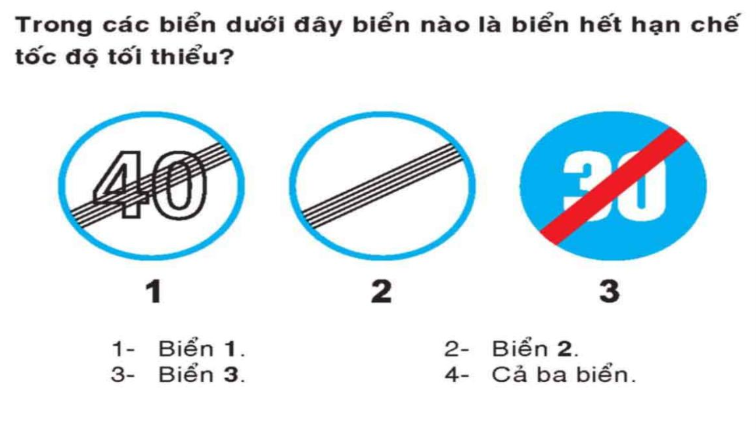 Trong các biển dưới đây biển nào là biển hết hạn chế
tốc độ tối thiểu?
40 30
1 2 3
1- Biển 1. 2- Biển 2.
3- Biển 3. 4- Cả ba biển.